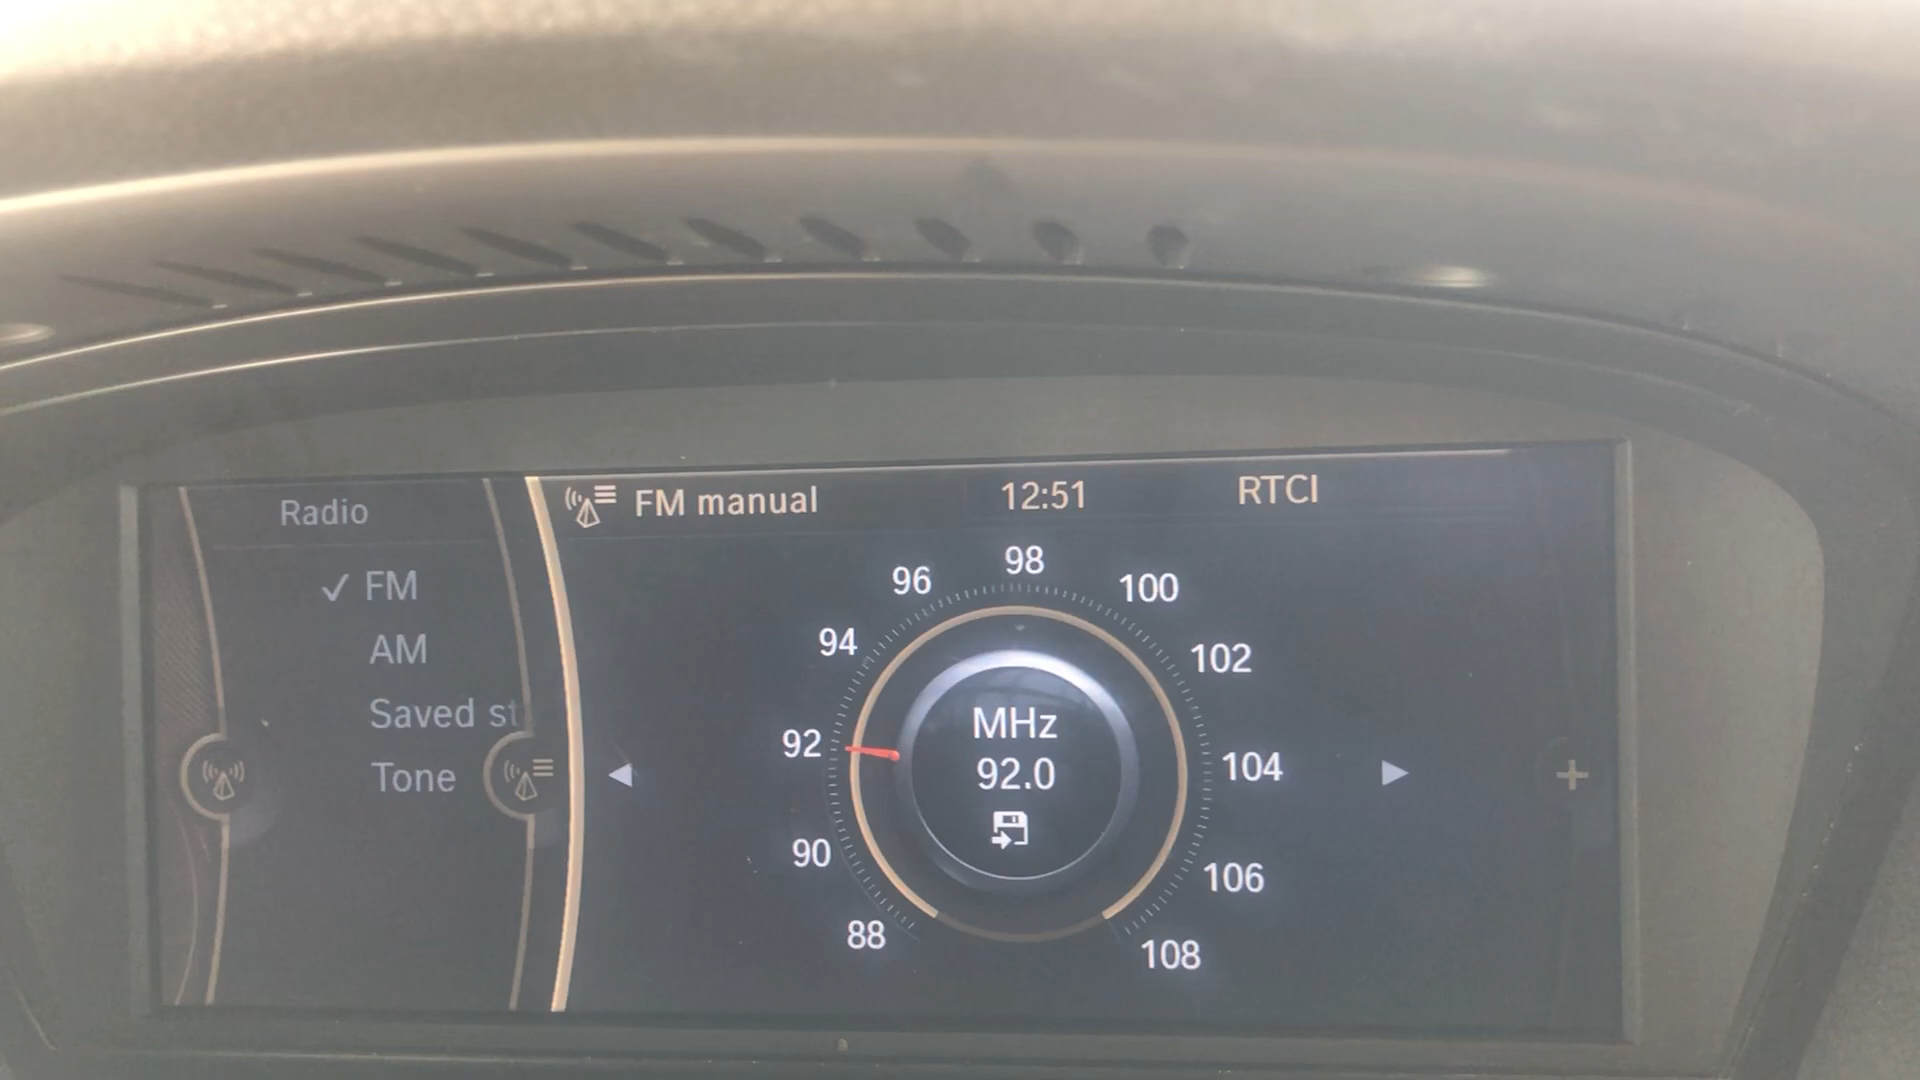 Radio
FM manual
12:51
RTCI
✓ FM
AM
Saved st
Tone
88
90
92
94
96
98
100
102
104
106
108
MHz
92.0
+